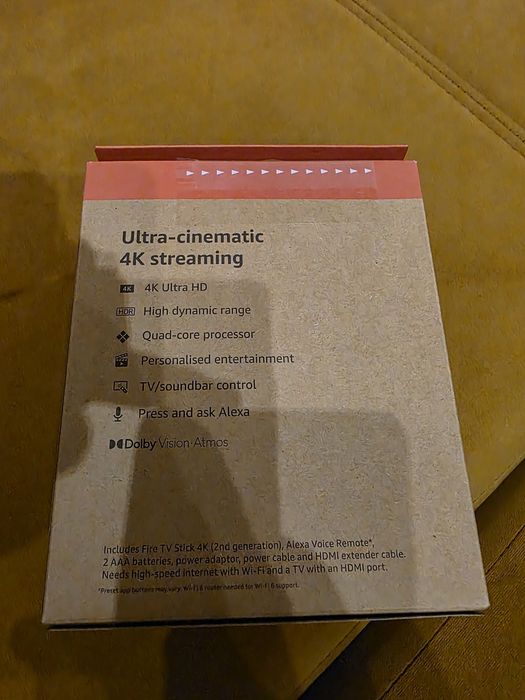 Ultra-cinematic
4K streaming
4K 4K Ultra HD
HDR High dynamic range
Quad-core processor
Personalised entertainment
TV/soundbar control
Press and ask Alexa
Dolby Vision·Atmos
Includes Fire TV Stick 4K (2nd generation), Alexa Voice Remote*,
2 AAA batteries, power adaptor, power cable and HDMI extender cable.
Needs high-speed internet with Wi-Fi and a TV with an HDMI port.
*Preset app buttons may vary. Wi-Fi 6 router needed for Wi-Fi 6 support.